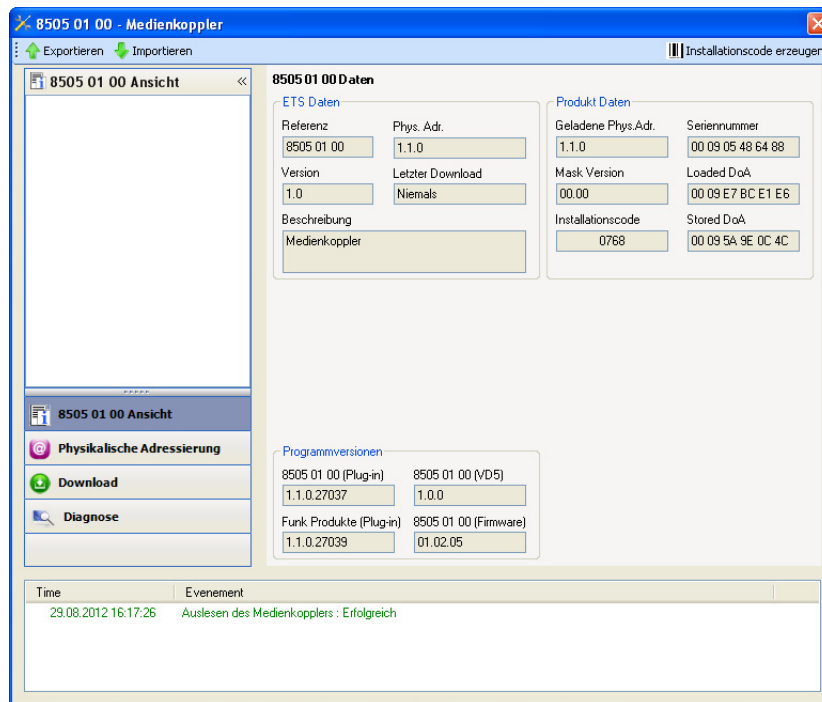 8505 01 00 - Medienkoppler
Exportieren Importieren
Installationscode erzeugen
8505 01 00 Ansicht «
8505 01 00 Ansicht
Physikalische Adressierung
Download
Diagnose
8505 01 00 Daten
ETS Daten
Referenz Phys. Adr.
8505 01 00 1.1.0
Version Letzter Download
1.0 Niemals
Beschreibung
Medienkoppler
Produkt Daten
Geladene Phys.Adr. Seriennummer
1.1.0 00 09 05 48 64 88
Mask Version Loaded DoA
00.00 00 09 E7 BC E1 E6
Installationscode Stored DoA
0768 00 09 5A 9E 0C 4C
Programmversionen
8505 01 00 (Plug-in) 8505 01 00 (VD5)
1.1.0.27037 1.0.0
Funk Produkte (Plug-in) 8505 01 00 (Firmware)
1.1.0.27039 01.02.05
Time Evenement
29.08.2012 16:17:26 Auslesen des Medienkopplers : Erfolgreich